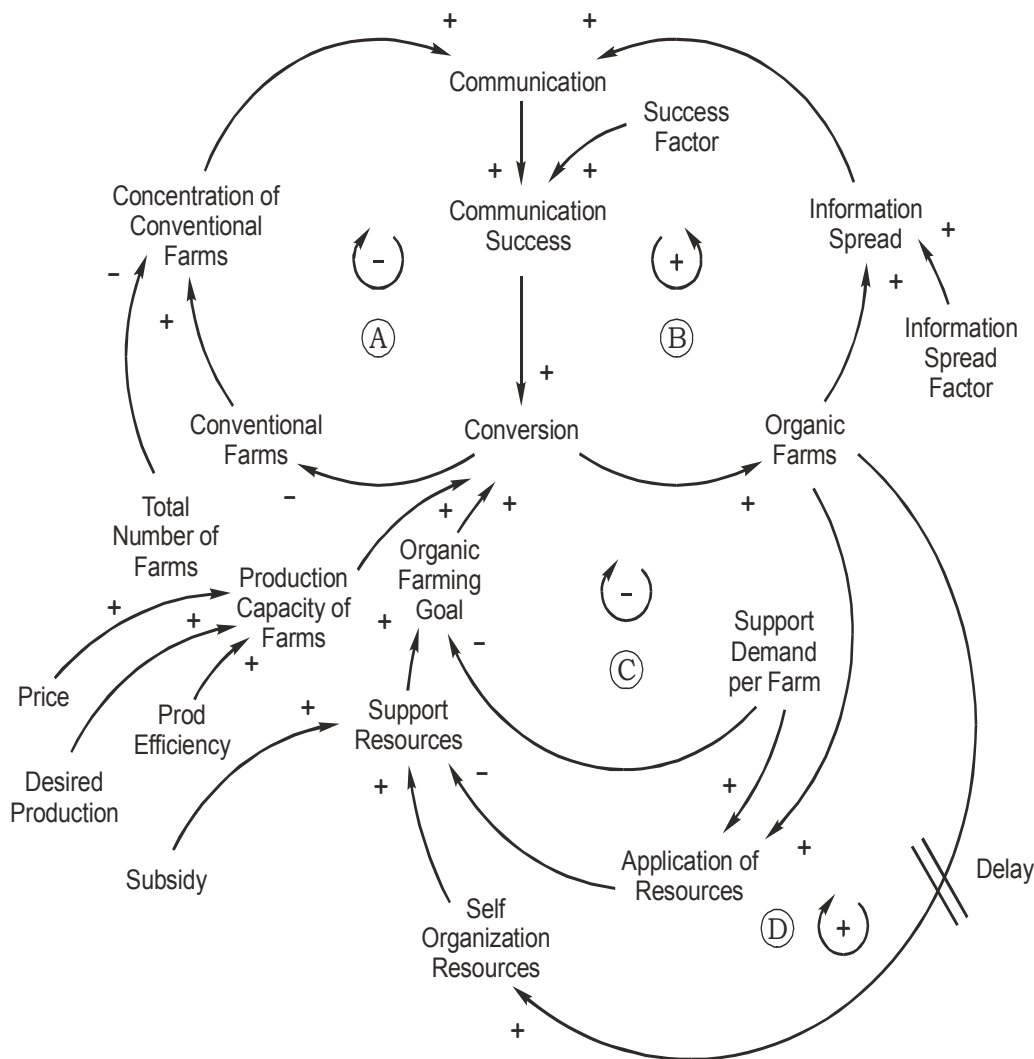 + +
Communication
Success
Factor
+ +
Concentration of
Conventional
Farms
Communication
Success
Information
Spread
+
-
- +
+
+
A
B
Information
Spread
Factor
+
Conventional
Farms
Conversion
Organic
Farms
-
+
+
+
Total
Number of
Farms
Organic
Farming
Goal
Production
Capacity of
Farms
-
+
+
+
+
-
Support
Demand
per Farm
C
Price
Prod
Efficiency
Support
Resources
+
Desired
Production
+
-
+
+
Subsidy
Application of
Resources
Delay
Self
Organization
Resources
D
+
+